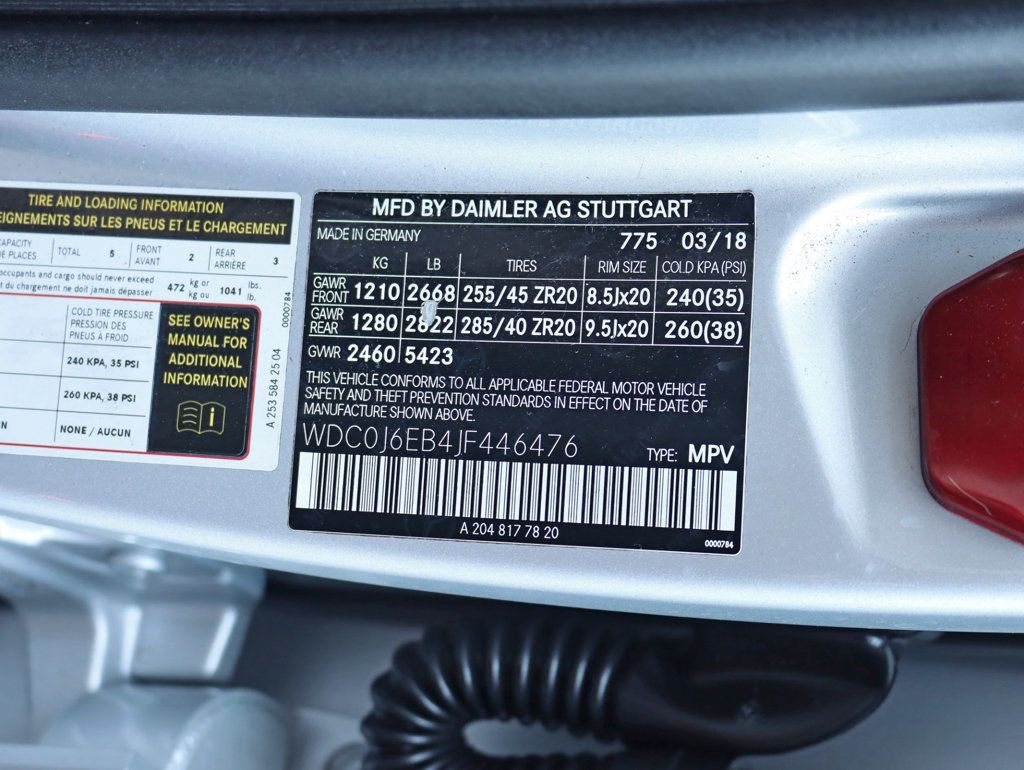 TIRE AND LOADING INFORMATION
SUR LES PNEUS ET LE CHARGEMENT
TOTAL 5 FRONT AVANT 2 REAR ARRIÈRE 3
DE PLACES
occupants and cargo should never exceed 472 kg or 1041 lbs.
du chargement ne doit jamais dépasser kg ou lb.
COLD TIRE PRESSURE
PRESSION DES
PNEUS À FROID
240 KPA, 35 PSI
260 KPA, 38 PSI
NONE / AUCUN
SEE OWNER'S
MANUAL FOR
ADDITIONAL
INFORMATION
i
A 253 584 25 04
0000784
MFD BY DAIMLER AG STUTTGART
MADE IN GERMANY 775 03/18
KG LB TIRES RIM SIZE COLD KPA (PSI)
GAWR FRONT 1210 2668 255/45 ZR20 8.5Jx20 240(35)
GAWR REAR 1280 2822 285/40 ZR20 9.5Jx20 260(38)
GVWR 2460 5423
THIS VEHICLE CONFORMS TO ALL APPLICABLE FEDERAL MOTOR VEHICLE
SAFETY AND THEFT PREVENTION STANDARDS IN EFFECT ON THE DATE OF
MANUFACTURE SHOWN ABOVE.
WDC0J6EB4JF446476 TYPE: MPV
A 204 817 78 20
0000784